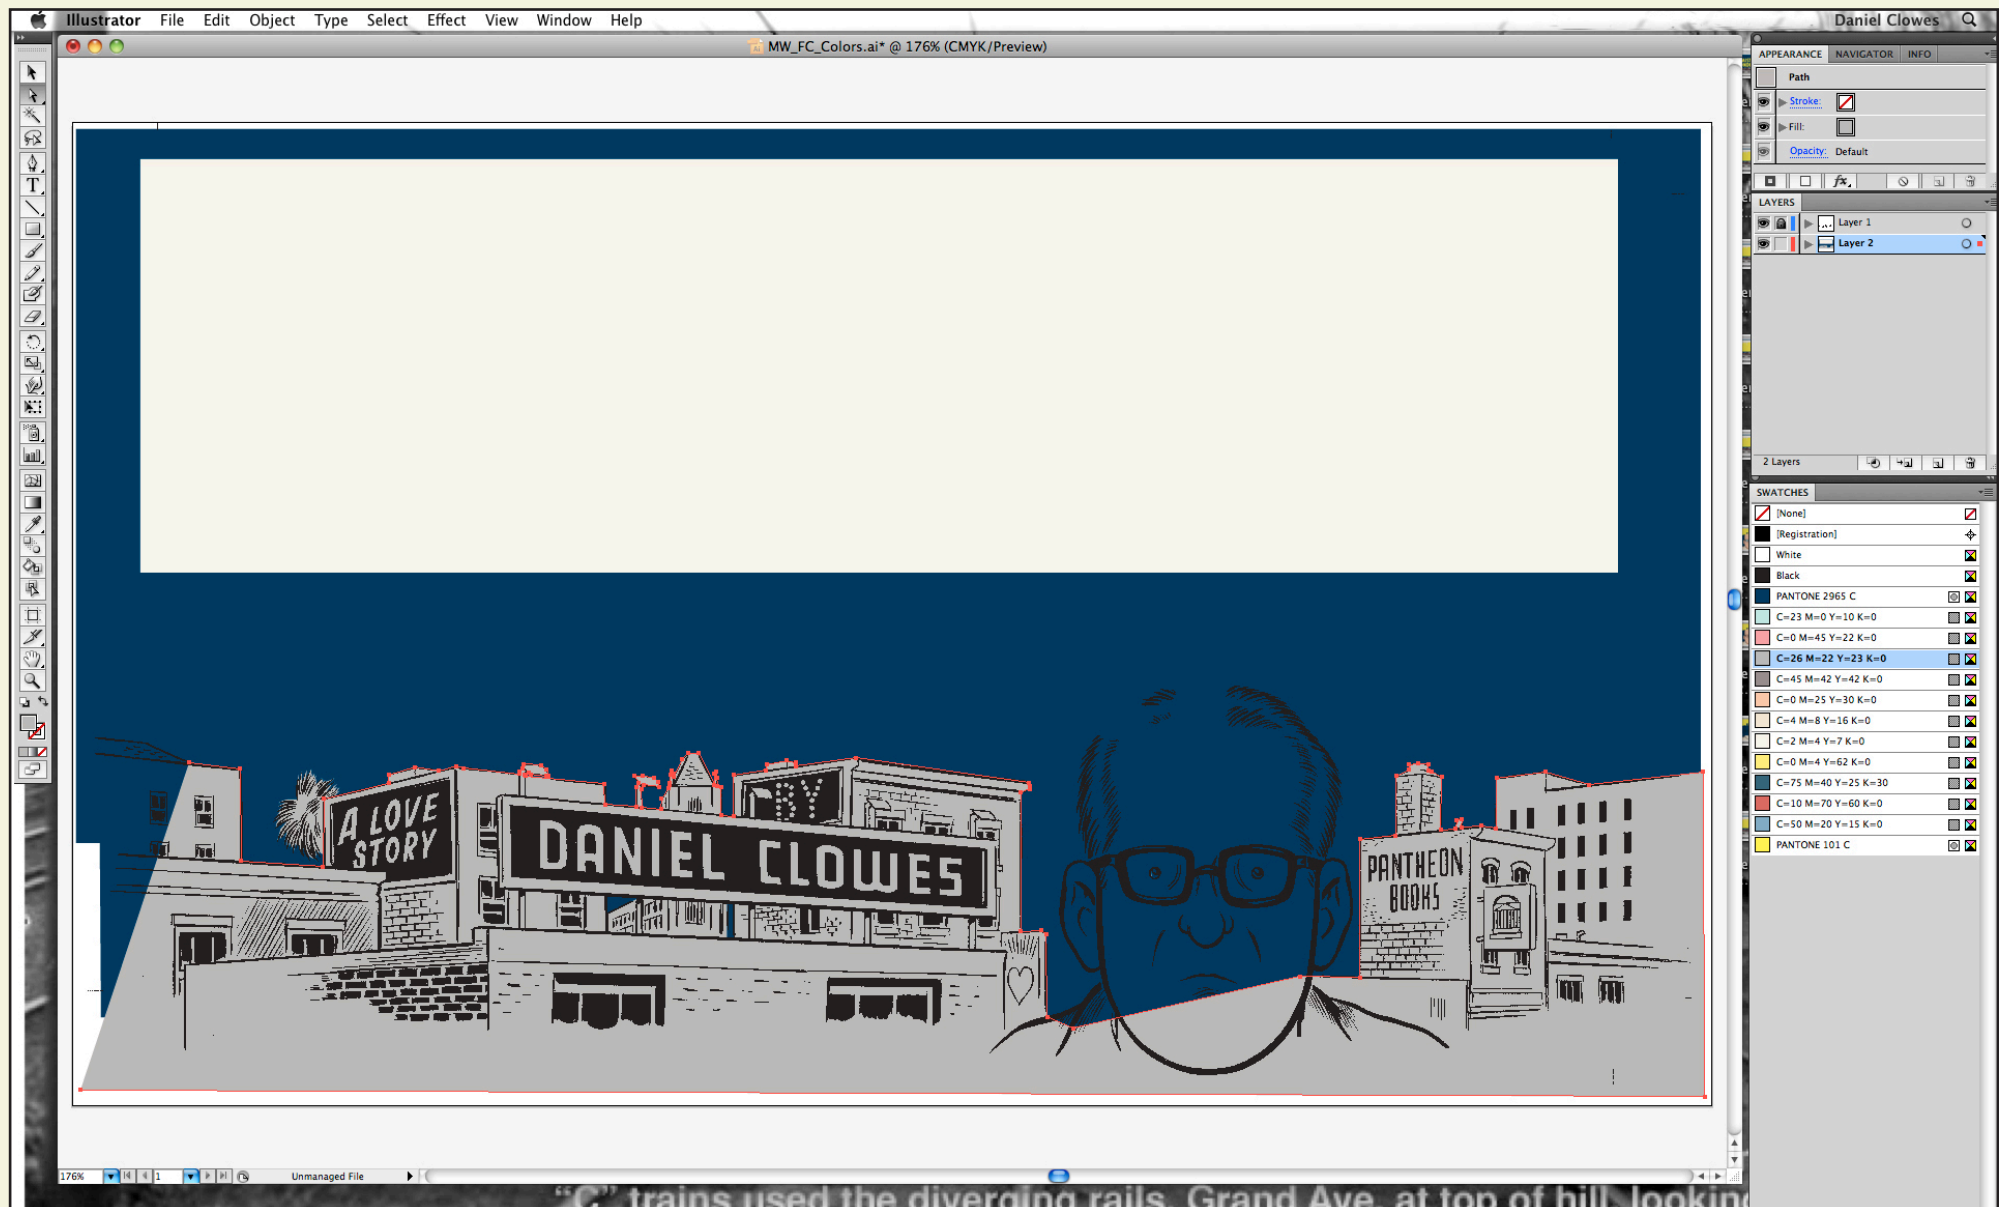 Illustrator File Edit Object Type Select Effect View Window Help
Daniel Clowes
MW_FC_Colors.ai* @ 176% (CMYK/Preview)
APPEARANCE NAVIGATOR INFO
Path
Stroke:
Fill:
Opacity: Default
fx
LAYERS
Layer 1
Layer 2
2 Layers
SWATCHES
[None]
[Registration]
White
Black
PANTONE 2965 C
C=23 M=0 Y=10 K=0
C=0 M=45 Y=22 K=0
C=26 M=22 Y=23 K=0
C=45 M=42 Y=42 K=0
C=0 M=25 Y=30 K=0
C=4 M=8 Y=16 K=0
C=2 M=4 Y=7 K=0
C=0 M=4 Y=62 K=0
C=75 M=40 Y=25 K=30
C=10 M=70 Y=60 K=0
C=50 M=20 Y=15 K=0
PANTONE 101 C
A LOVE
STORY
BY
DANIEL CLOWES
PANTHEON
BOOKS
176%
1
Unmanaged File
"C" trains used the diverging rails. Grand Ave. at top of hill, looking